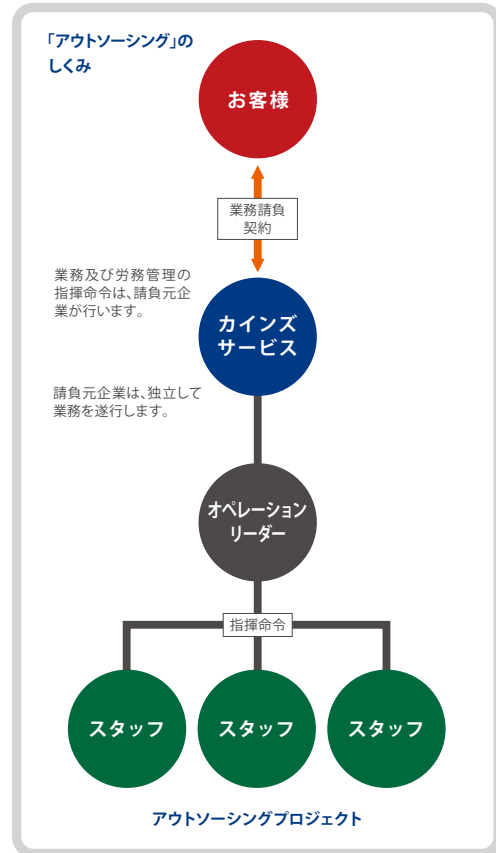 「アウトソーシング」の
しくみ
お客様
業務請負
契約
業務及び労務管理の
指揮命令は、請負元企
業が行います。
カインズ
サービス
請負元企業は、独立して
業務を遂行します。
オペレーション
リーダー
指揮命令
スタッフ
スタッフ
スタッフ
アウトソーシングプロジェクト